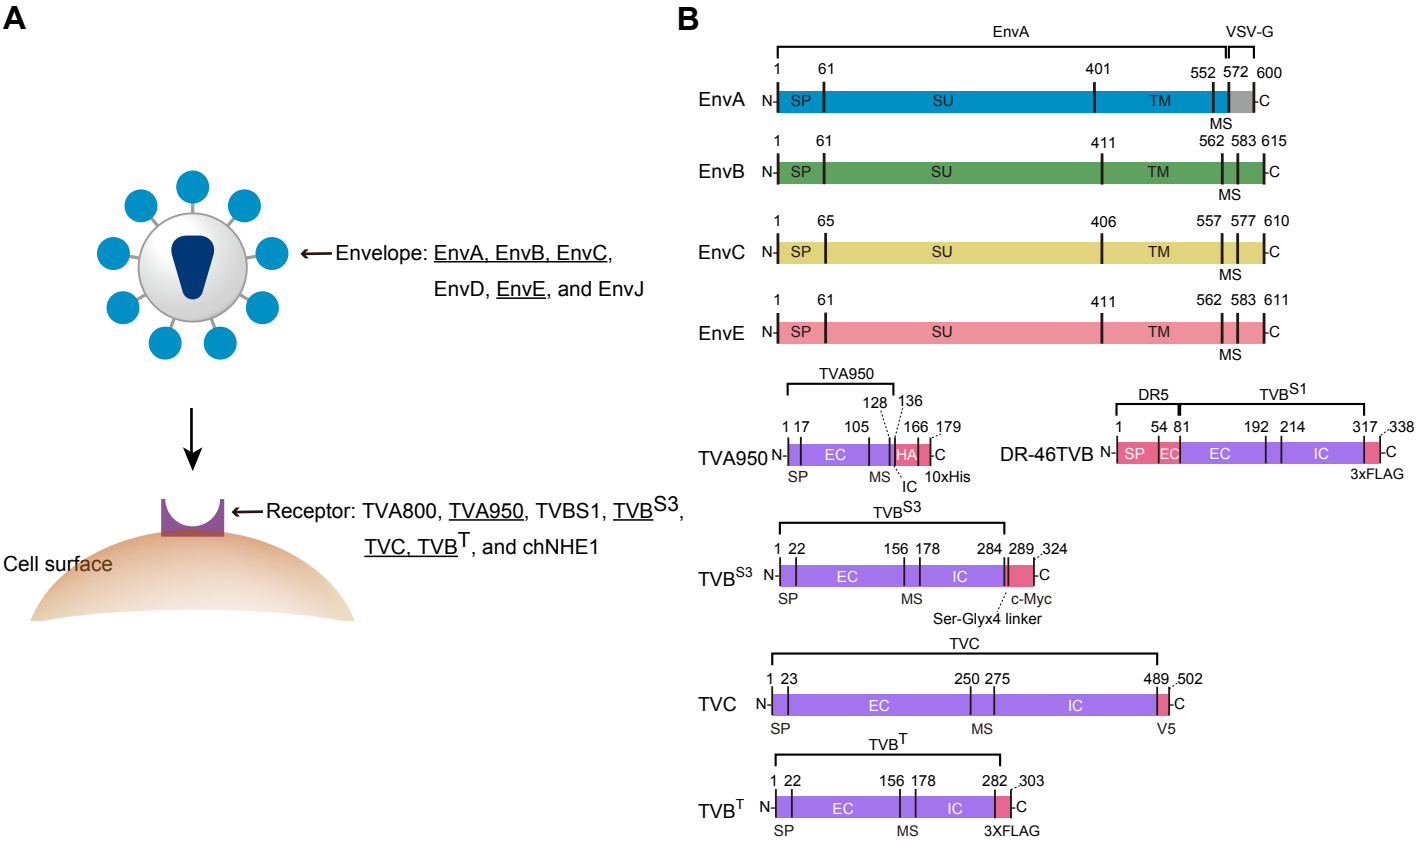 A
Envelope: EnvA, EnvB, EnvC,
EnvD, EnvE, and EnvJ
Receptor: TVA800, TVA950, TVBS1, TVBS3,
TVC, TVBT, and chNHE1
Cell surface
B
EnvA VSV-G
1 61 401 552 572 600
EnvA N- SP SU TM -C
MS
1 61 411 562 583 615
EnvB N- SP SU TM -C
MS
1 65 406 557 577 610
EnvC N- SP SU TM -C
MS
1 61 411 562 583 611
EnvE N- SP SU TM -C
MS
TVA950
128 136
1 17 105 166 179
TVA950 N- EC HA -C
SP MS IC 10xHis
DR5 TVBS1
1 54 81 192 214 317 338
DR-46TVB N- SP EC EC IC -C
3xFLAG
TVBS3
1 22 156 178 284 289 324
TVBS3 N- EC IC -C
SP MS c-Myc
Ser-Glyx4 linker
TVC
1 23 250 275 489 502
TVC N- EC IC -C
SP MS V5
TVBT
1 22 156 178 282 303
TVBT N- EC IC -C
SP MS 3XFLAG